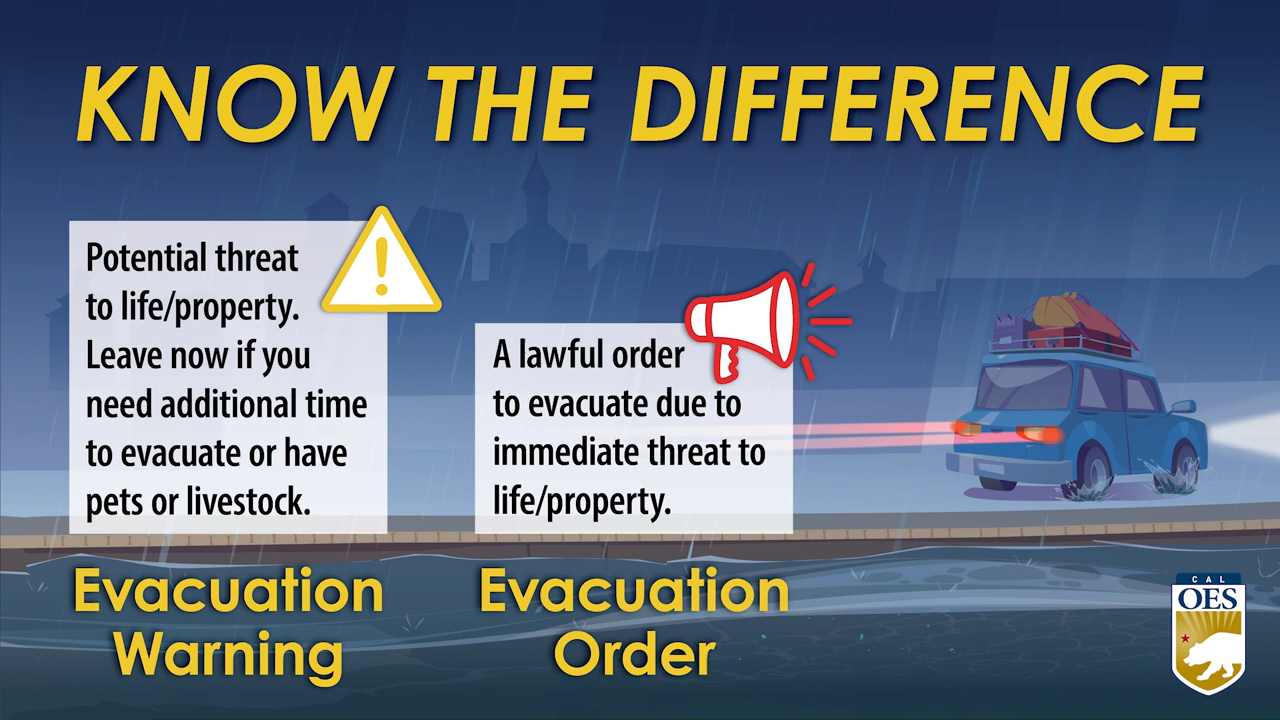 KNOW THE DIFFERENCE
Potential threat
to life/property.
Leave now if you
need additional time
to evacuate or have
pets or livestock.
Evacuation
Warning
A lawful order
to evacuate due to
immediate threat to
life/property.
Evacuation
Order
CAL
OES